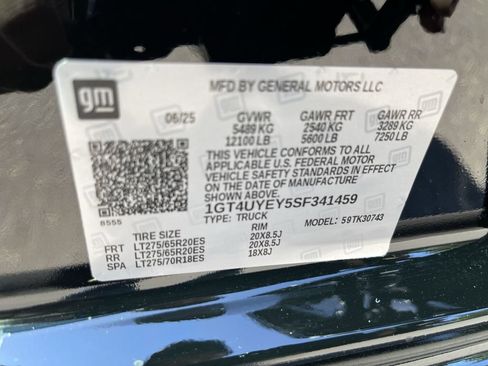 gm
MFD BY GENERAL MOTORS LLC
06/25 GVWR GAWR FRT GAWR RR
5489 KG 2540 KG 3289 KG
12100 LB 5600 LB 7250 LB
THIS VEHICLE CONFORMS TO ALL
APPLICABLE U.S. FEDERAL MOTOR
VEHICLE SAFETY STANDARDS IN EFFECT
ON THE DATE OF MANUFACTURE
SHOWN ABOVE.
1GT4UYEY5SF341459
8555 TYPE: TRUCK MODEL: 59TK30743
TIRE SIZE RIM
FRT LT275/65R20ES 20X8.5J
RR LT275/65R20ES 20X8.5J
SPA LT275/70R18ES 18X8J